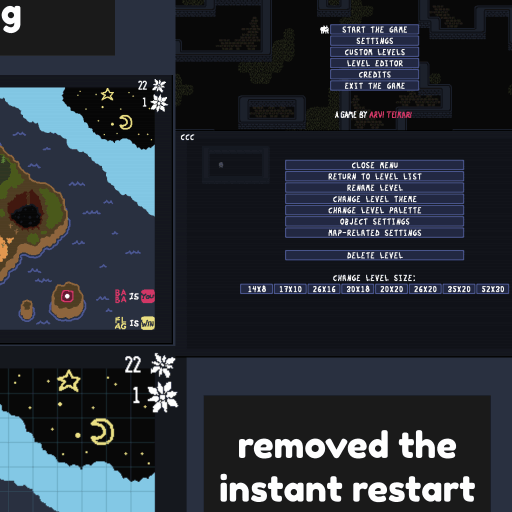 g
START THE GAME
SETTINGS
CUSTOM LEVELS
LEVEL EDITOR
CREDITS
EXIT THE GAME
A GAME BY ARVI TEIKARI
22
1
CCC
CLOSE MENU
RETURN TO LEVEL LIST
RENAME LEVEL
CHANGE LEVEL THEME
CHANGE LEVEL PALETTE
OBJECT SETTINGS
MAP-RELATED SETTINGS
DELETE LEVEL
CHANGE LEVEL SIZE:
14X8 17X10 26X16 30X18 20X20 26X20 35X20 52X20
BABA IS YOU
FLAG IS WIN
22
1
removed the
instant restart